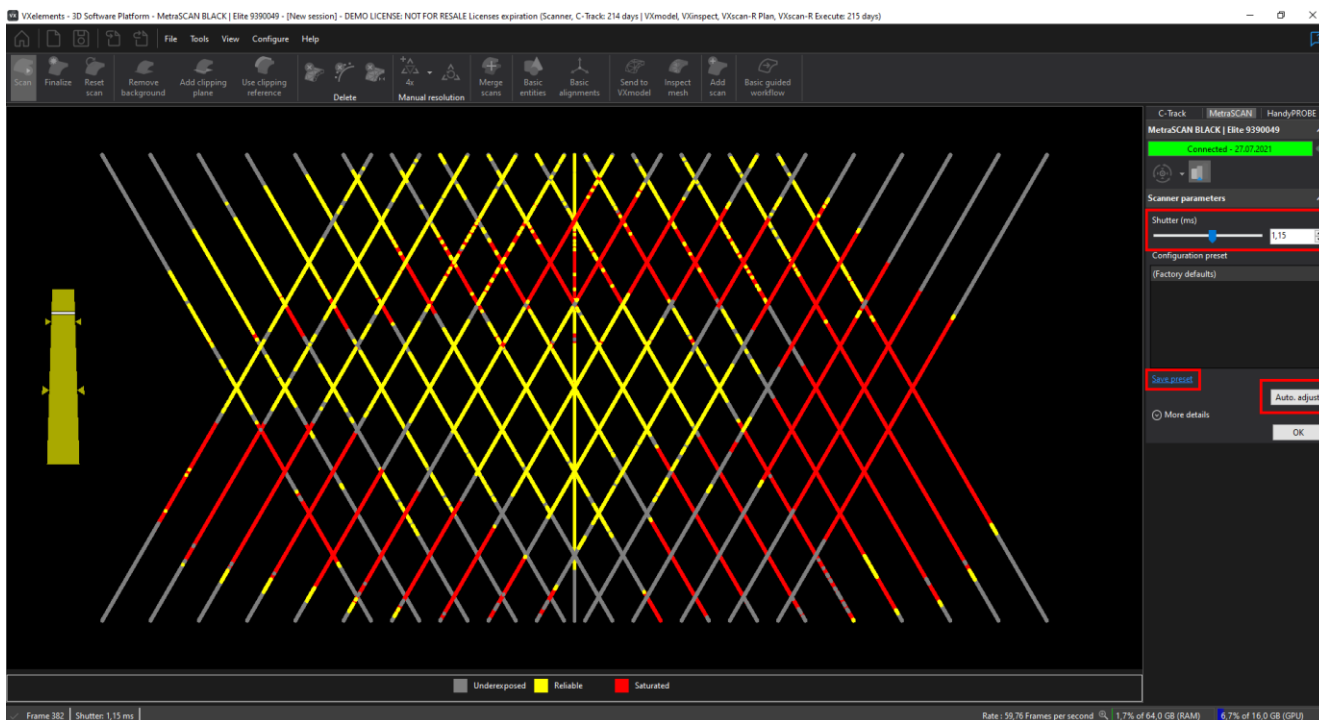 VXelements - 3D Software Platform - MetraSCAN BLACK | Elite 9390049 - [New session] - DEMO LICENSE: NOT FOR RESALE Licenses expiration (Scanner, C-Track: 214 days | VXmodel, VXinspect, VXscan-R Plan, VXscan-R Execute: 215 days)
File Tools View Configure Help
Scan
Finalize
Reset scan
Remove background
Add clipping plane
Use clipping reference
Delete
4x
Manual resolution
Merge scans
Basic entities
Basic alignments
Send to VXmodel
Inspect mesh
Add scan
Basic guided workflow
C-Track MetraSCAN HandyPROBE
MetraSCAN BLACK | Elite 9390049
Connected - 27.07.2021
Scanner parameters
Shutter (ms)
1,15
Configuration preset
(Factory defaults)
Save preset
Auto. adjust
More details
OK
Underexposed Reliable Saturated
Frame 382 Shutter: 1,15 ms Rate : 59,76 Frames per second 1,7% of 64,0 GB (RAM) 6,7% of 16,0 GB (GPU)